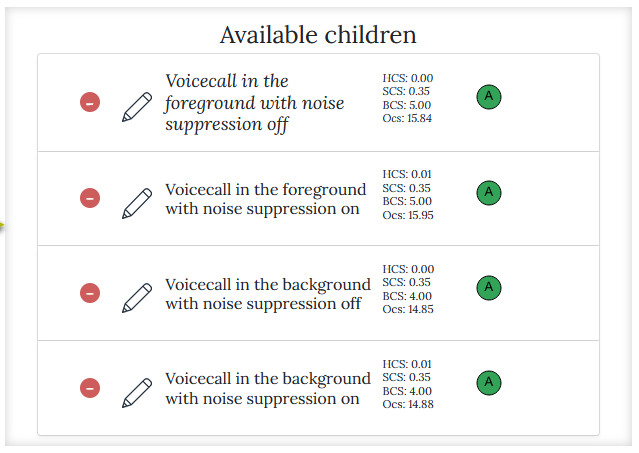 Available children
Voicecall in the
foreground with noise
suppression off
HCS: 0.00
SCS: 0.35
BCS: 5.00
Ocs: 15.84
A
Voicecall in the foreground
with noise suppression on
HCS: 0.01
SCS: 0.35
BCS: 5.00
Ocs: 15.95
A
Voicecall in the background
with noise suppression off
HCS: 0.00
SCS: 0.35
BCS: 4.00
Ocs: 14.85
A
Voicecall in the background
with noise suppression on
HCS: 0.01
SCS: 0.35
BCS: 4.00
Ocs: 14.88
A